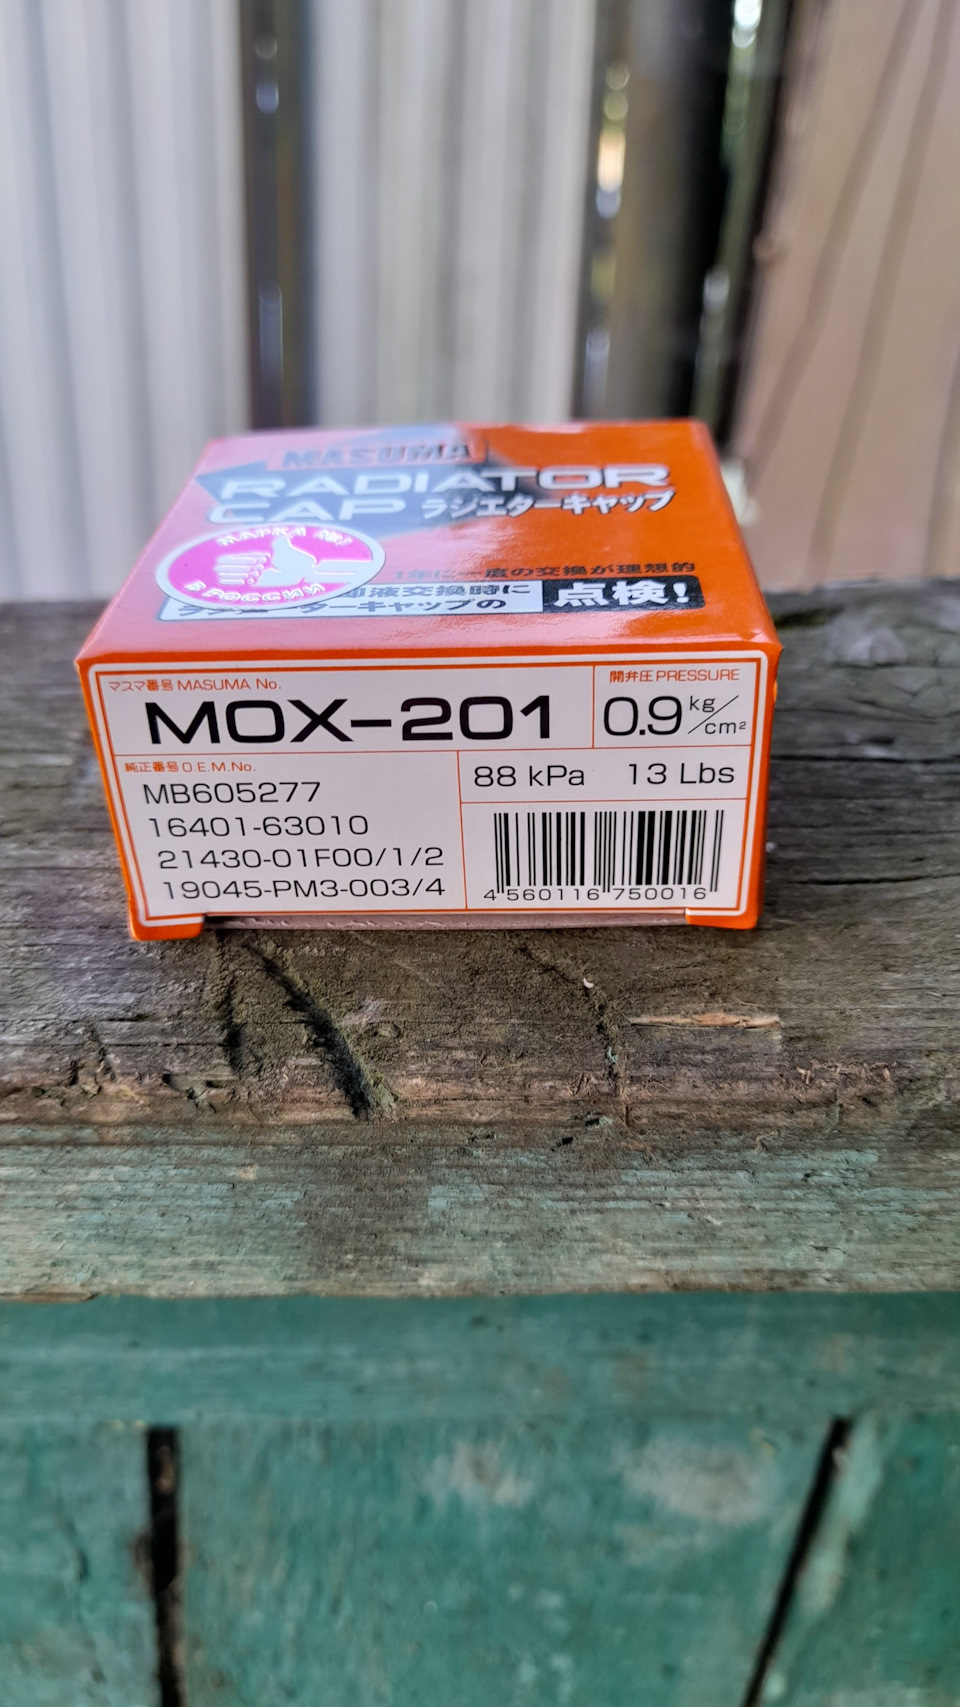 MASUMA
RADIATOR
CAP ラジエターキャップ
МАРКА №1
В РОССИИ
1年に一度の交換が理想的
却液交換時に
ラジエターキャップの
点検!
マスマ番号 MASUMA No.
MOX-201
開弁圧 PRESSURE
0.9 kg/cm²
純正番号 O.E.M.No.
MB605277
16401-63010
21430-01F00/1/2
19045-PM3-003/4
88 kPa 13 Lbs
4 560116 750016